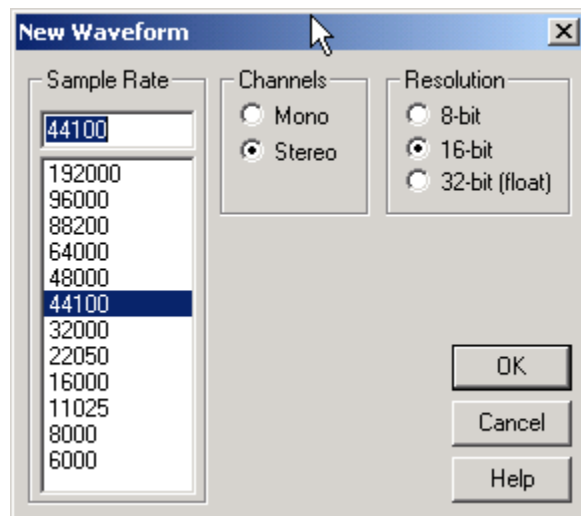 New Waveform
Sample Rate
44100
192000
96000
88200
64000
48000
44100
32000
22050
16000
11025
8000
6000
Channels
Mono
Stereo
Resolution
8-bit
16-bit
32-bit (float)
OK
Cancel
Help